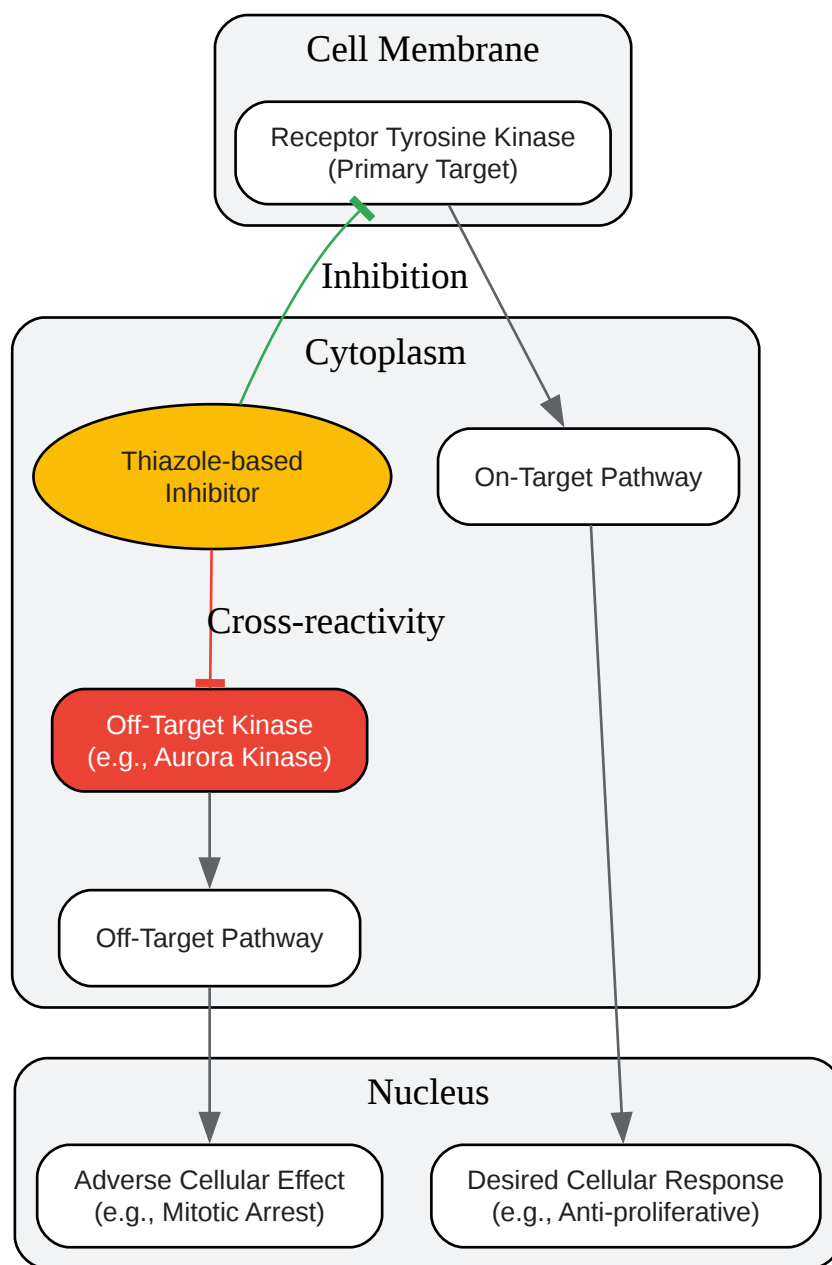 Cell Membrane
Receptor Tyrosine Kinase
(Primary Target)
Inhibition
Cytoplasm
Thiazole-based
Inhibitor
On-Target Pathway
Cross-reactivity
Off-Target Kinase
(e.g., Aurora Kinase)
Off-Target Pathway
Nucleus
Adverse Cellular Effect
(e.g., Mitotic Arrest)
Desired Cellular Response
(e.g., Anti-proliferative)